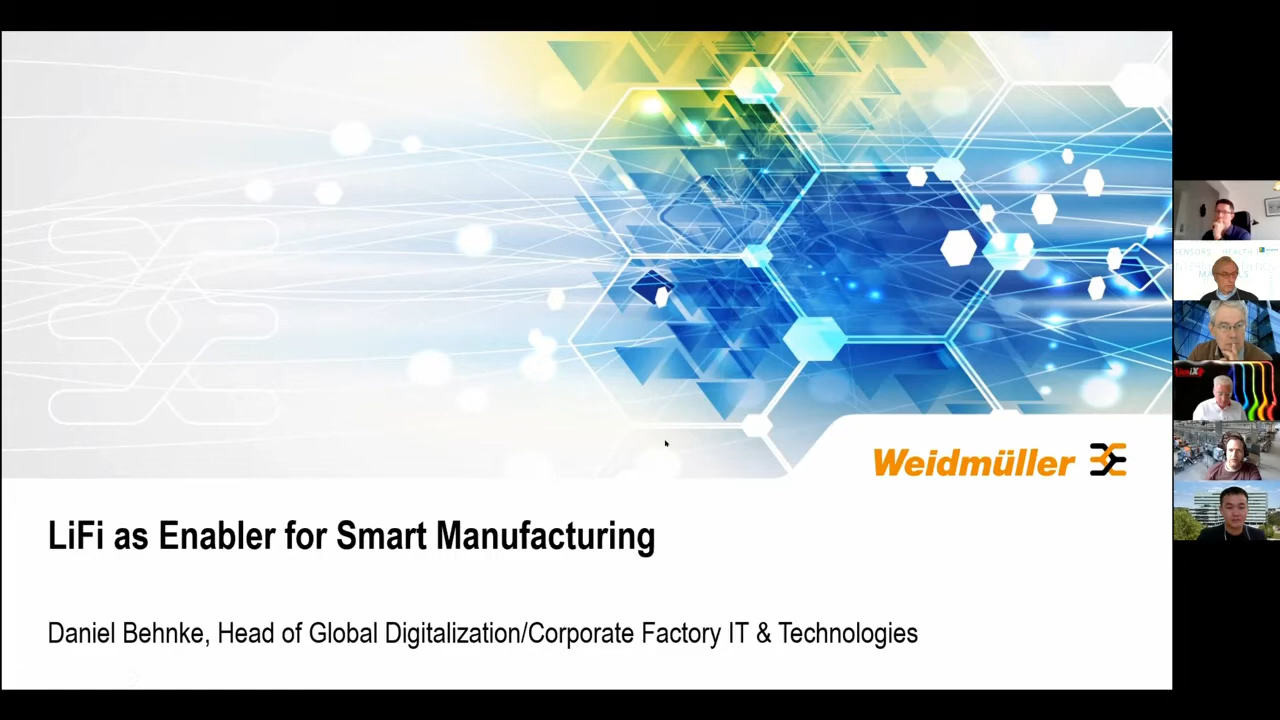 Weidmüller
LiFi as Enabler for Smart Manufacturing
Daniel Behnke, Head of Global Digitalization/Corporate Factory IT & Technologies